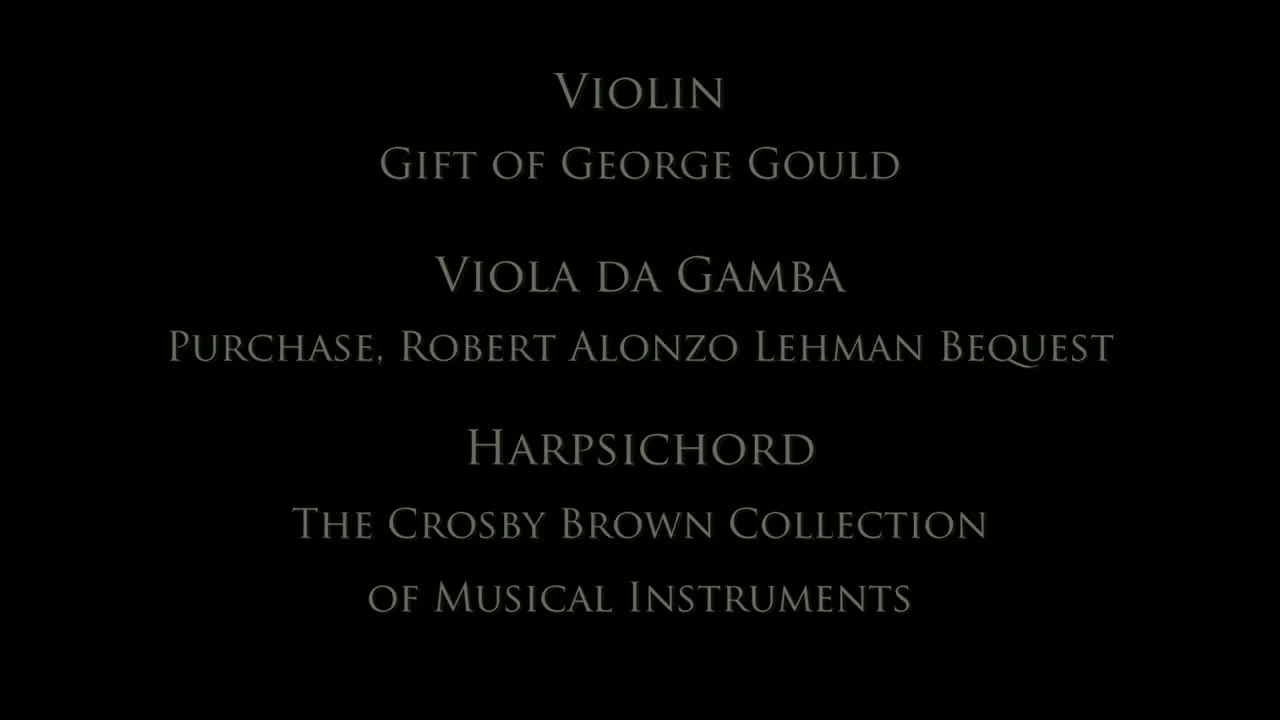 Violin
Gift of George Gould
Viola da Gamba
Purchase, Robert Alonzo Lehman Bequest
Harpsichord
The Crosby Brown Collection
of Musical Instruments